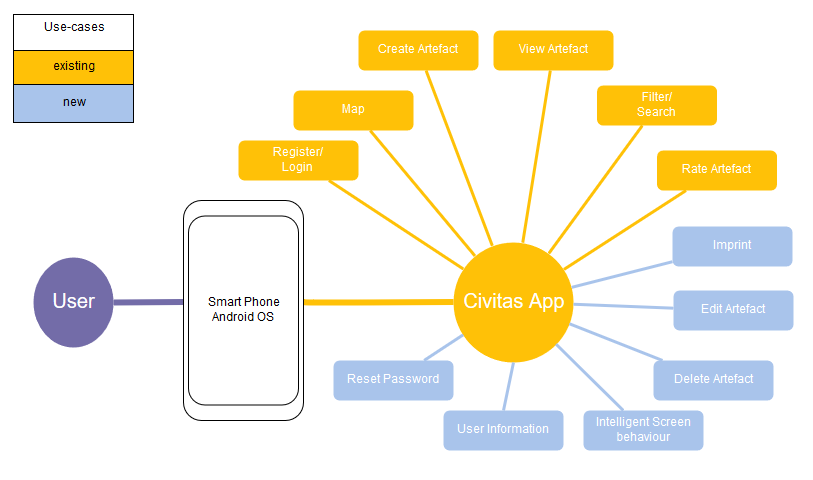 Use-cases
existing
new
Create Artefact
View Artefact
Map
Filter/
Search
Register/
Login
Rate Artefact
Imprint
User
Smart Phone
Android OS
Civitas App
Edit Artefact
Reset Password
Delete Artefact
User Information
Intelligent Screen
behaviour